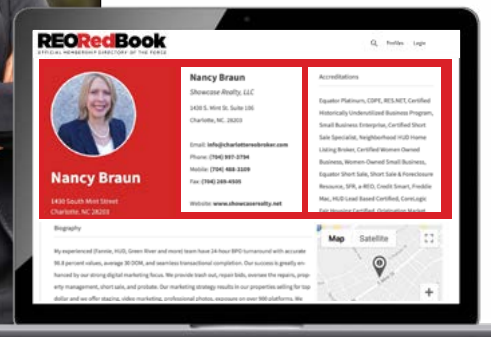 REORedBook
OFFICIAL MEMBERSHIP DIRECTORY OF THE FORCE
Profiles
Login
Nancy Braun
1430 South Mint Street
Charlotte, NC 28203
Nancy Braun
Showcase Realty, LLC
1430 S. Mint St. Suite 106
Charlotte, NC. 28203
Email: info@charlottereobroker.com
Phone: (704) 997-3794
Mobile: (704) 488-3109
Fax: (704) 269-4505
Website: www.showcaserealty.net
Accreditations
Equator Platinum, CDPE, RES.NET, Certified
Historically Underutilized Business Program,
Small Business Enterprise, Certified Short
Sale Specialist, Neighborhood HUD Home
Listing Broker, Certified Women Owned
Business, Women-Owned Small Business,
Equator Short Sale, Short Sale & Foreclosure
Resource, SFR, a-REO, Credit Smart, Freddie
Mac, HUD Lead Based Certified, CoreLogic
Fair Housing Certified, Origination Market
Biography
My experienced (Fannie, HUD, Green River and more) team have 24-hour BPO turnaround with accurate
98.8 percent values, average 30 DOM, and seamless transactional completion. Our success is greatly en-
hanced by our strong digital marketing focus. We provide trash out, repair bids, oversee the repairs, prop-
erty management, short sale, and probate. Our marketing strategy results in our properties selling for top
dollar and we offer staging, video marketing, professional photos, exposure on over 900 platforms. We
Map
Satellite
+